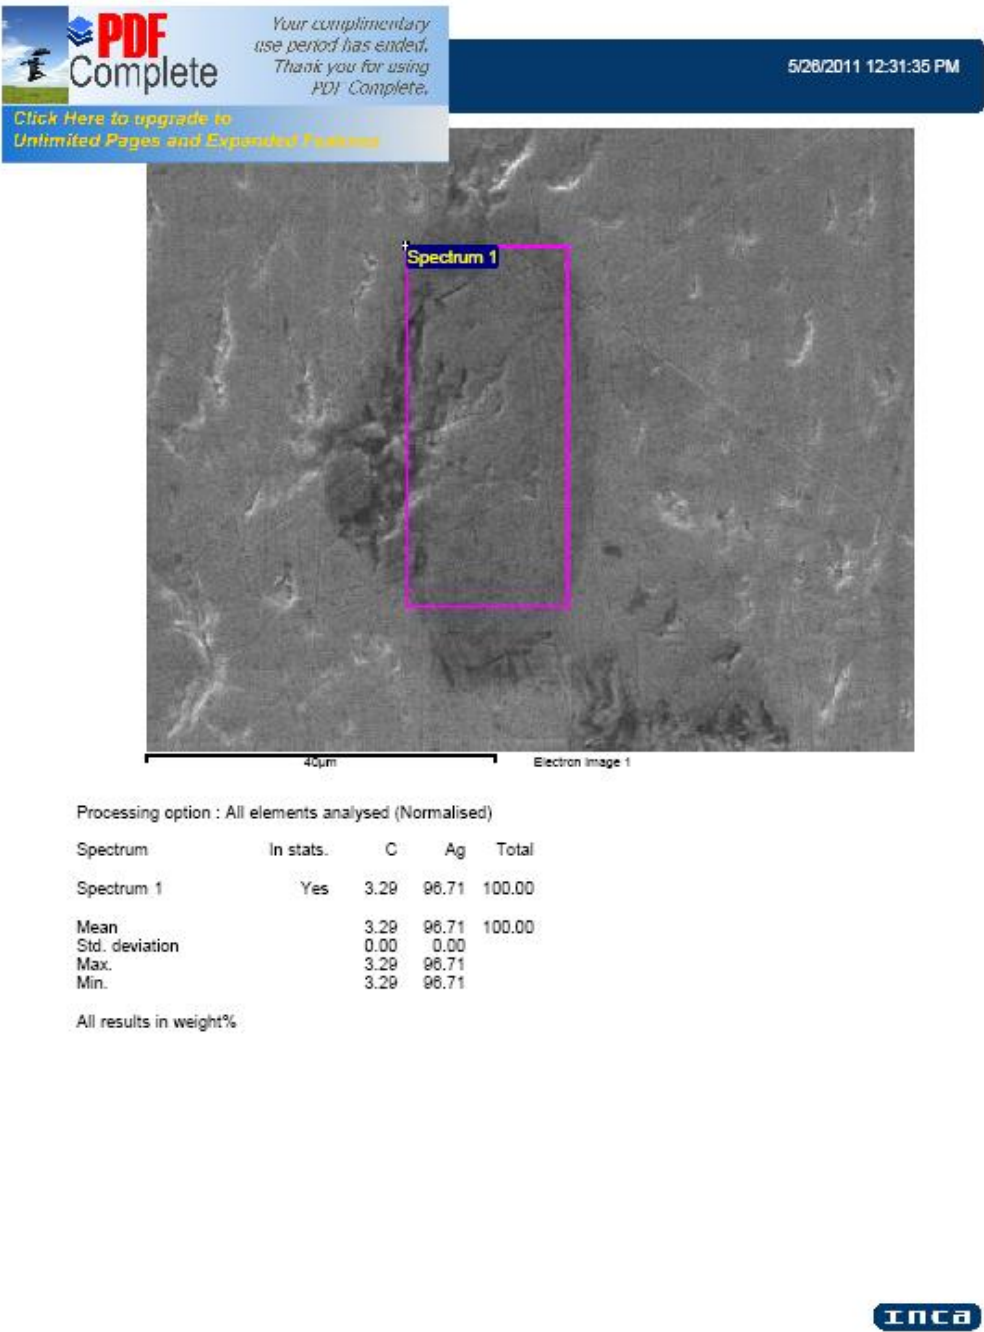 PDF
Complete
Your complimentary
use period has ended.
Thank you for using
PDF Complete.
Click Here to upgrade to
Unlimited Pages and Expanded Features
5/26/2011 12:31:35 PM
Spectrum 1
40µm
Electron Image 1
Processing option : All elements analysed (Normalised)
Spectrum In stats. C Ag Total
Spectrum 1 Yes 3.29 96.71 100.00
Mean 3.29 96.71 100.00
Std. deviation 0.00 0.00
Max. 3.29 96.71
Min. 3.29 96.71
All results in weight%
INCA